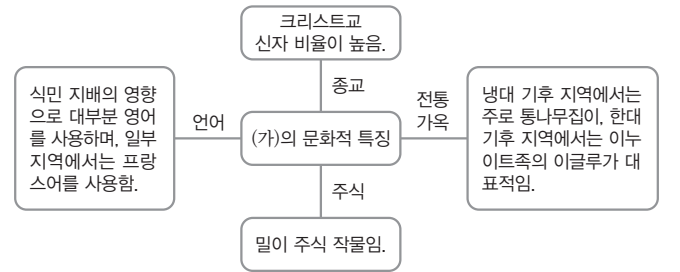 크리스트교
신자 비율이 높음.
종교
식민 지배의 영향
으로 대부분 영어
를 사용하며, 일부
지역에서는 프랑
스어를 사용함.
언어
(가)의 문화적 특징
전통
가옥
냉대 기후 지역에서는
주로 통나무집이, 한대
기후 지역에서는 이누
이트족의 이글루가 대
표적임.
주식
밀이 주식 작물임.